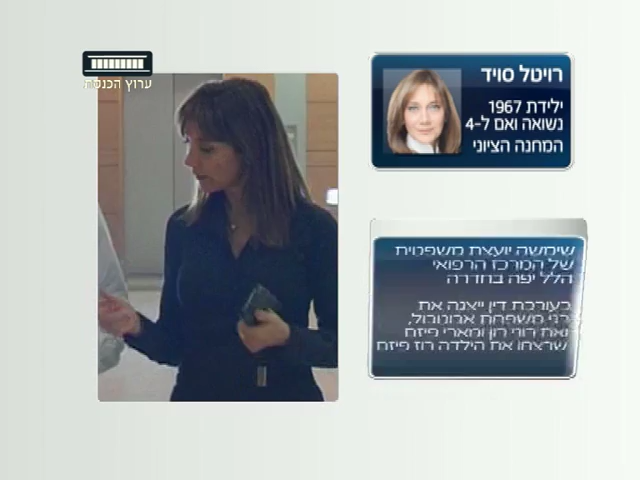 ערוץ הכנסת
רויטל סויד
ילידת 1967
נשואה ואם ל-4
המחנה הציוני
שימשה יועצת משפטית
של המרכז הרפואי
הלל יפה בחדרה
כעורכת דין ייצגה את
בני משפחת אבוטבול,
ואת רוני רון ומארי פיזם
שרצחו את הילדה רוז פיזם